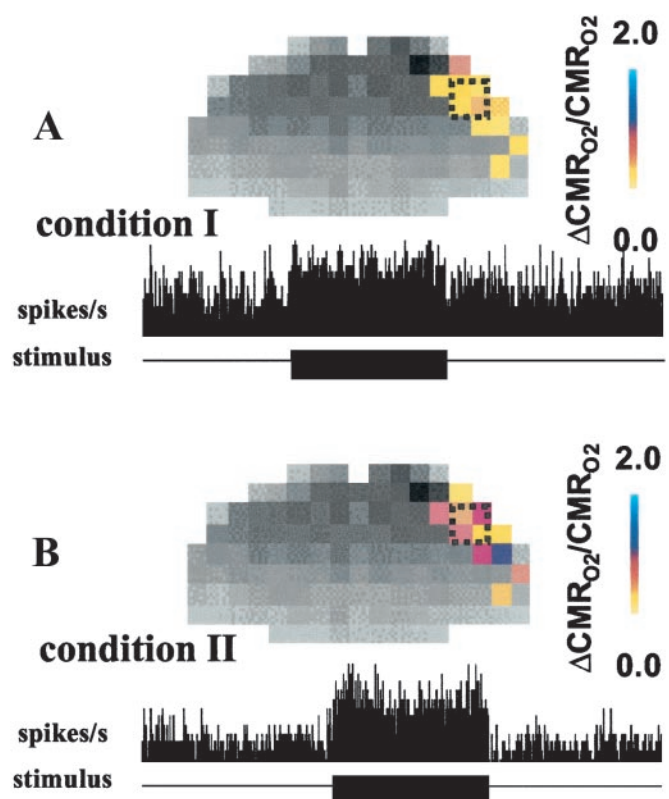 2.0
A
ΔCMRO2/CMRO2
0.0
condition I
spikes/s
stimulus
2.0
B
ΔCMRO2/CMRO2
0.0
condition II
spikes/s
stimulus